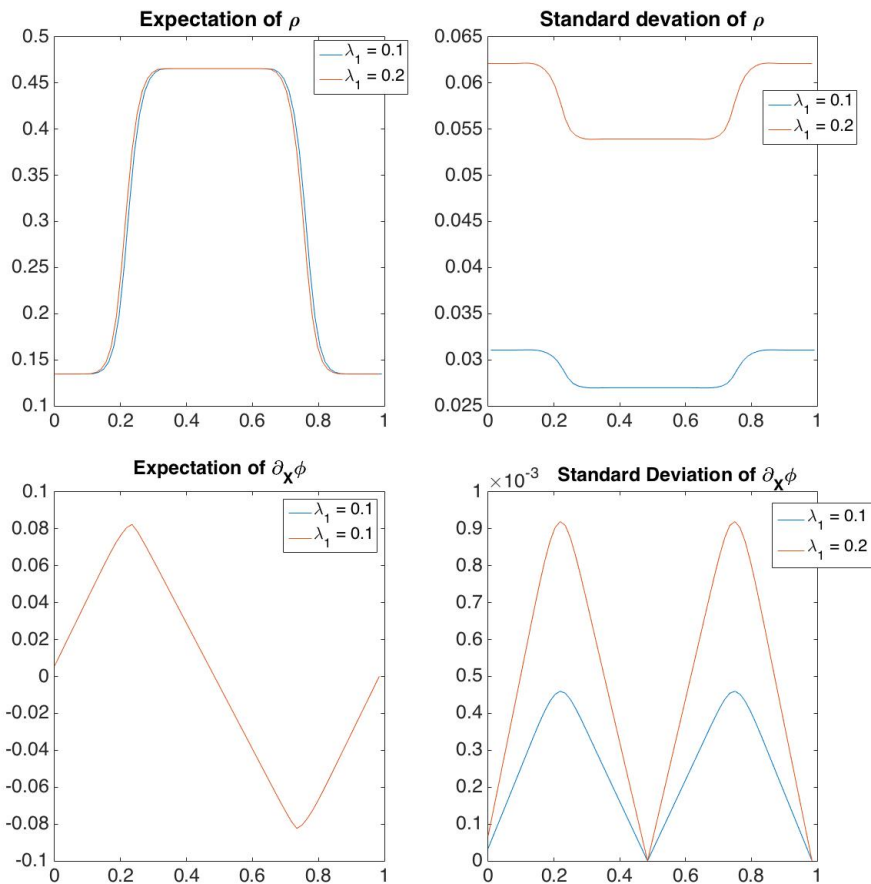 Expectation of ρ
0.5
0.45
0.4
0.35
0.3
0.25
0.2
0.15
0.1
0 0.2 0.4 0.6 0.8 1
λ1 = 0.1
λ1 = 0.2
Standard devation of ρ
0.065
0.06
0.055
0.05
0.045
0.04
0.035
0.03
0.025
0 0.2 0.4 0.6 0.8 1
λ1 = 0.1
λ1 = 0.2
Expectation of ∂xϕ
0.1
0.08
0.06
0.04
0.02
0
-0.02
-0.04
-0.06
-0.08
-0.1
0 0.2 0.4 0.6 0.8 1
λ1 = 0.1
λ1 = 0.1
Standard Deviation of ∂xϕ
×10-3
1
0.9
0.8
0.7
0.6
0.5
0.4
0.3
0.2
0.1
0
0 0.2 0.4 0.6 0.8 1
λ1 = 0.1
λ1 = 0.2